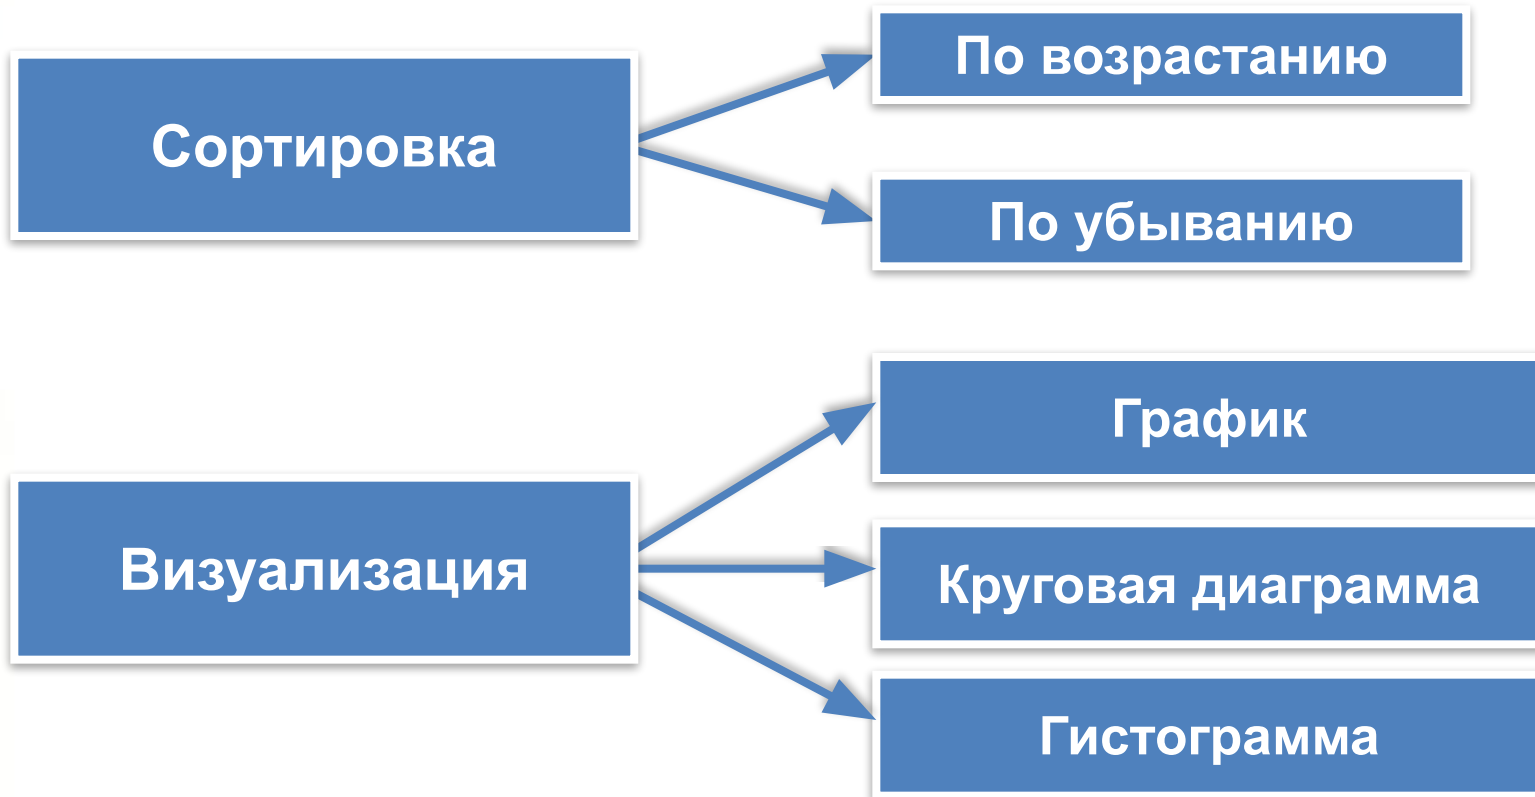 Сортировка
По возрастанию
По убыванию
Визуализация
График
Круговая диаграмма
Гистограмма